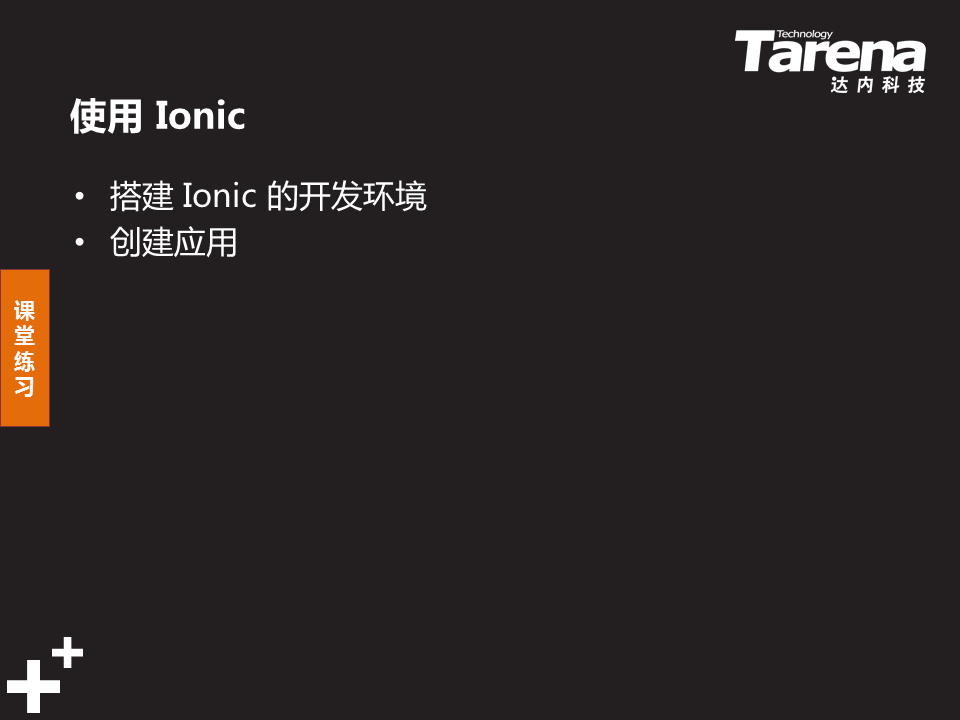 Technology
Tarena
达内科技
使用 Ionic
• 搭建 Ionic 的开发环境
• 创建应用
课
堂
练
习